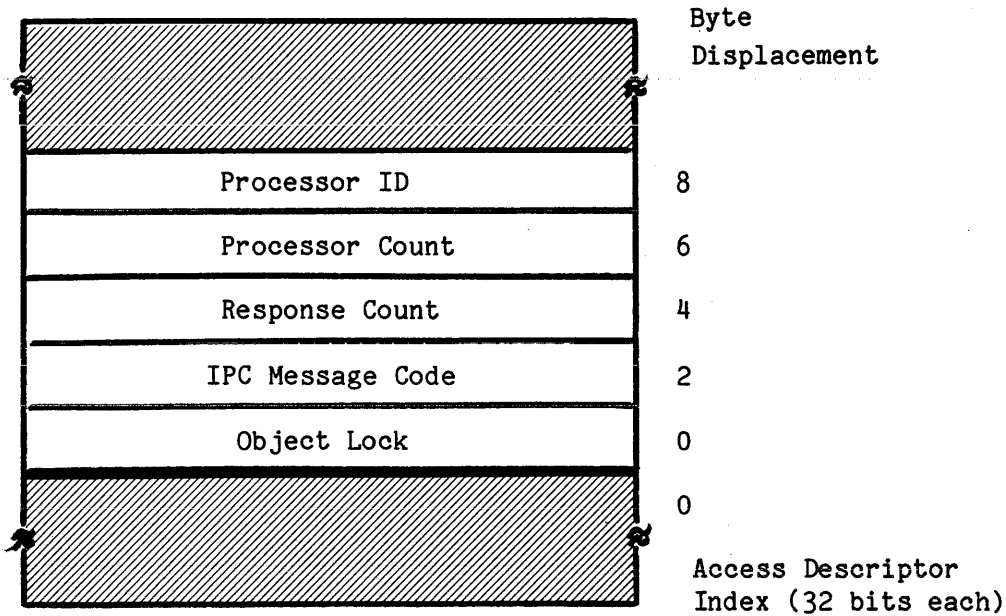 Byte
Displacement
Processor ID 8
Processor Count 6
Response Count 4
IPC Message Code 2
Object Lock 0
0
Access Descriptor
Index (32 bits each)